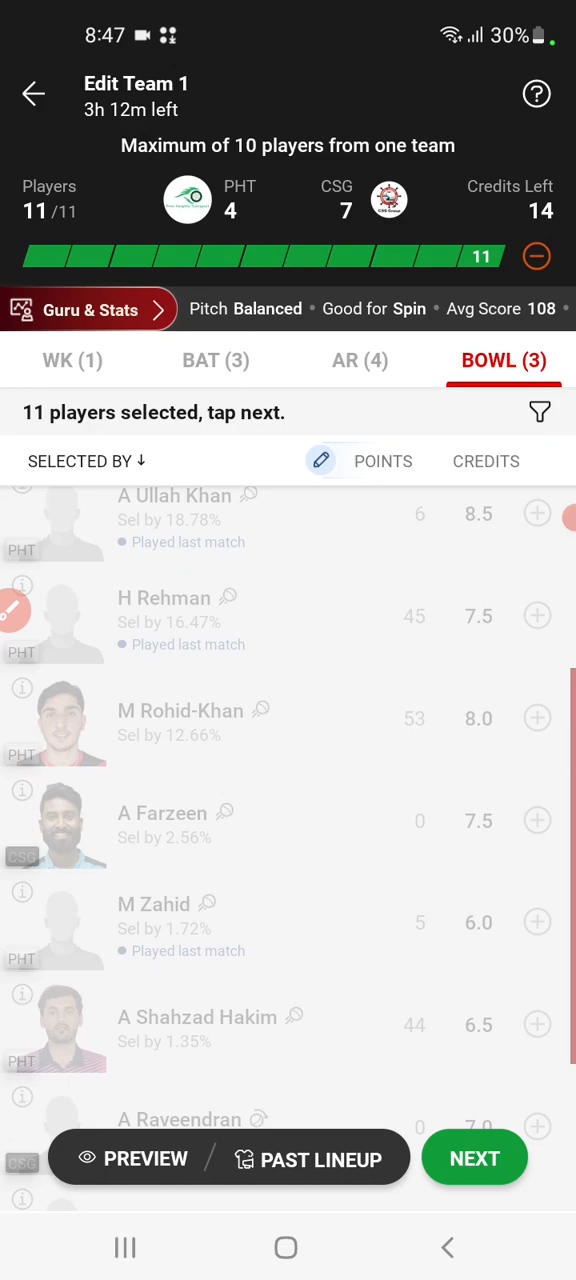 8:47
30%
Edit Team 1
3h 12m left
Maximum of 10 players from one team
Players
PHT
CSG
Credits Left
11/11
4
7
14
11
Guru & Stats
Pitch Balanced • Good for Spin • Avg Score 108 •
WK (1)
BAT (3)
AR (4)
BOWL (3)
11 players selected, tap next.
SELECTED BY ↓
POINTS
CREDITS
A Ullah Khan
Sel by 18.78%
6
8.5
PHT
Played last match
H Rehman
Sel by 16.47%
45
7.5
PHT
Played last match
M Rohid-Khan
Sel by 12.66%
53
8.0
PHT
A Farzeen
Sel by 2.56%
0
7.5
CSG
M Zahid
Sel by 1.72%
5
6.0
PHT
Played last match
A Shahzad Hakim
Sel by 1.35%
44
6.5
PHT
A Raveendran
0
7.0
CSG
PREVIEW
PAST LINEUP
NEXT